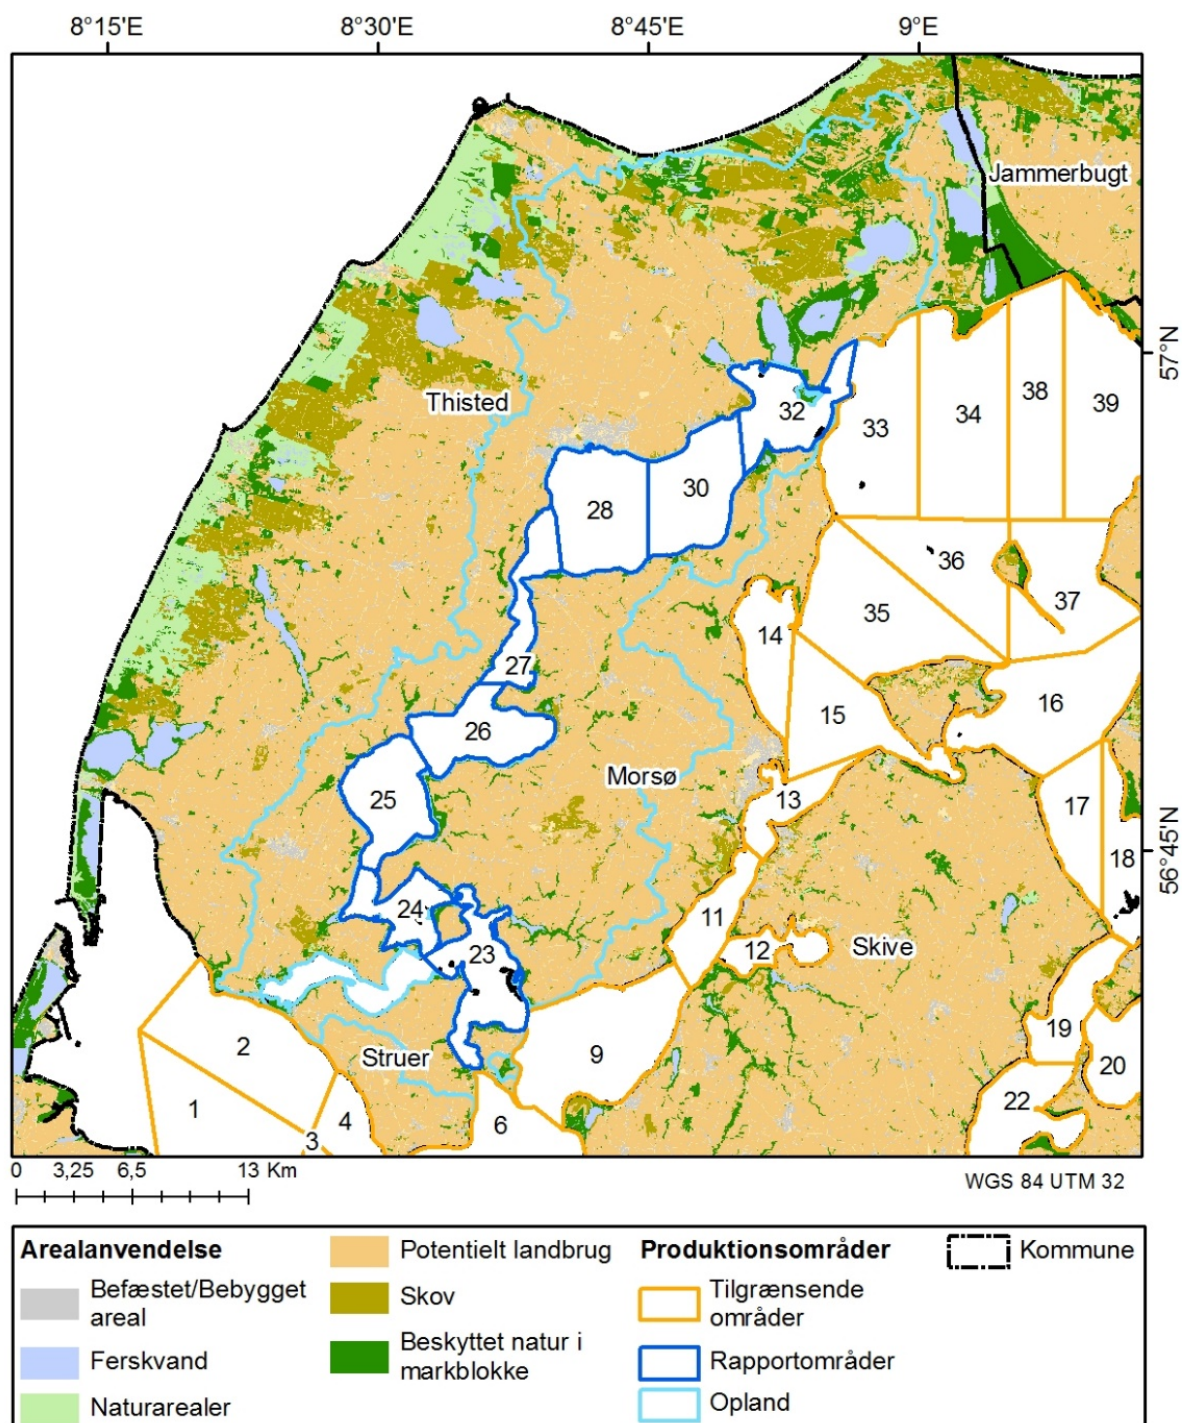 8°15'E
8°30'E
8°45'E
9°E
Jammerbugt
57°N
38
39
34
Thisted
32
33
30
28
36
37
35
14
27
16
15
26
Morsø
25
13
17
56°45'N
18
24
11
12
Skive
23
19
2
Struer
9
20
1
4
6
22
3
0 3,25 6,5 13 Km
WGS 84 UTM 32
Arealanvendelse
Befæstet/Bebygget
areal
Ferskvand
Naturarealer
Potentielt landbrug
Skov
Beskyttet natur i
markblokke
Produktionsområder
Tilgrænsende
områder
Rapportområder
Opland
Kommune